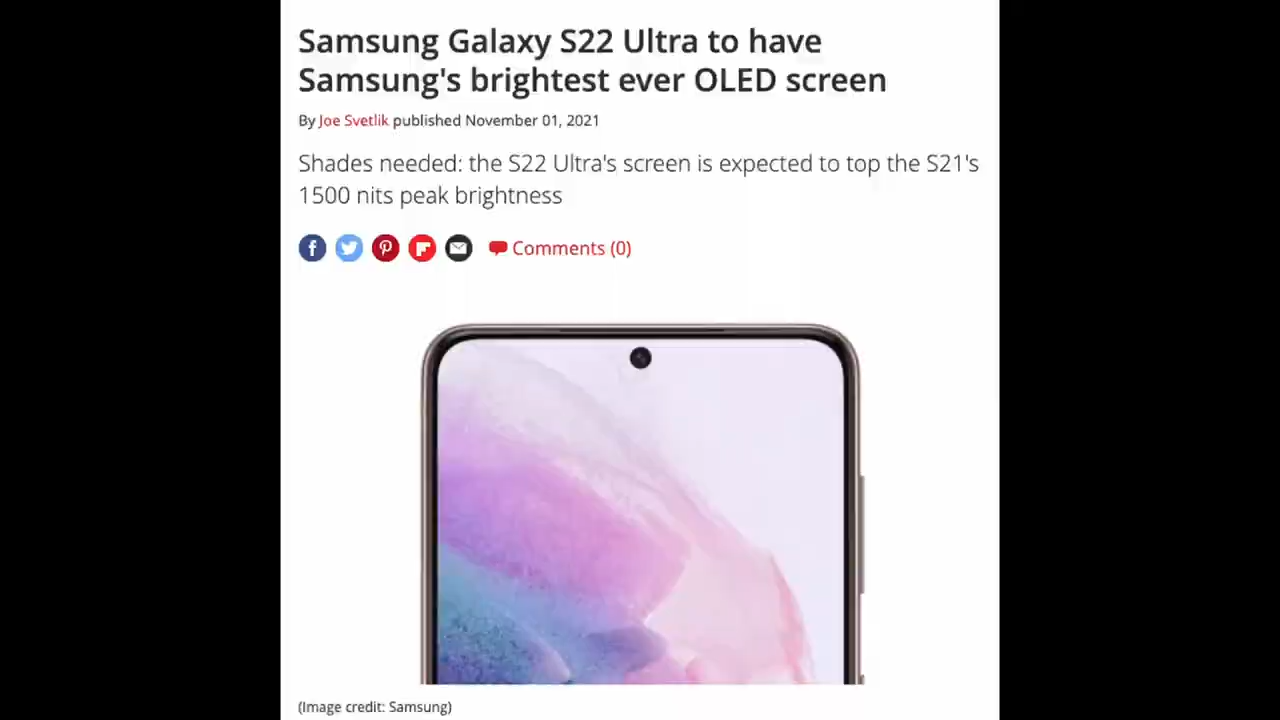 Samsung Galaxy S22 Ultra to have
Samsung's brightest ever OLED screen
By Joe Svetlik published November 01, 2021
Shades needed: the S22 Ultra's screen is expected to top the S21's
1500 nits peak brightness
Comments (0)
(Image credit: Samsung)